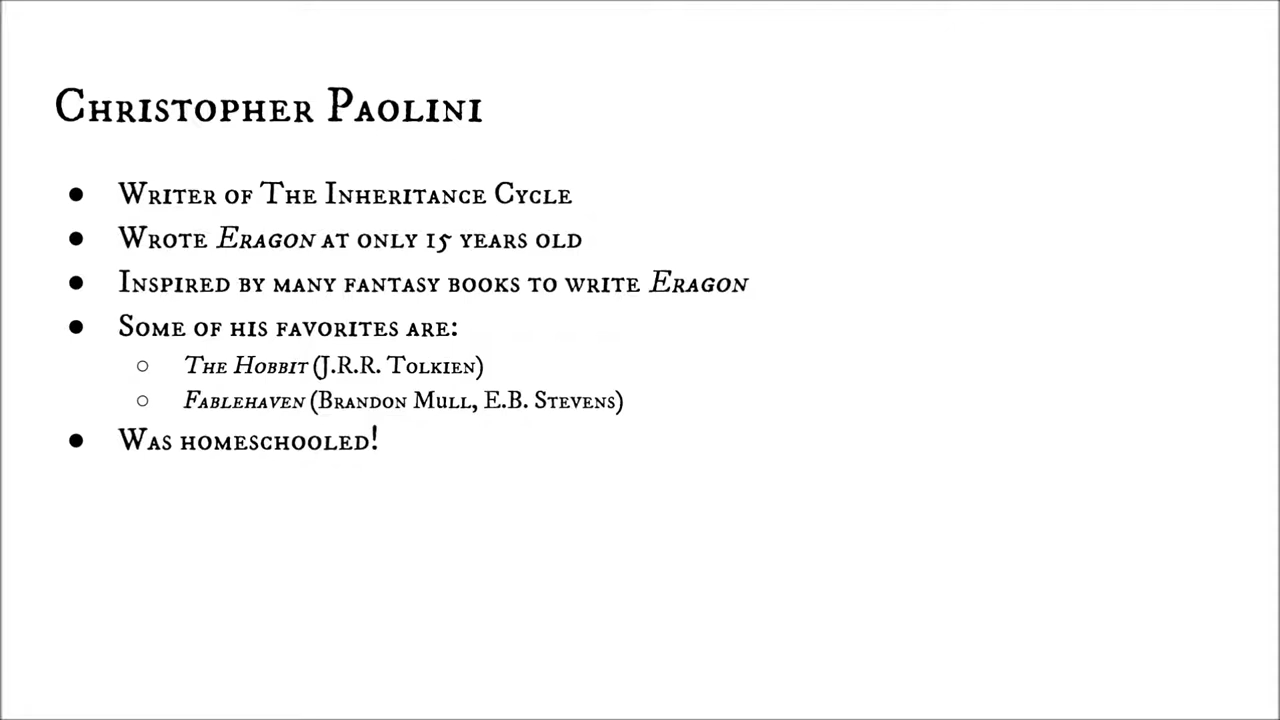 Christopher Paolini
● Writer of The Inheritance Cycle
● Wrote Eragon at only 15 years old
● Inspired by many fantasy books to write Eragon
● Some of his favorites are:
○ The Hobbit (J.R.R. Tolkien)
○ Fablehaven (Brandon Mull, E.B. Stevens)
● Was homeschooled!